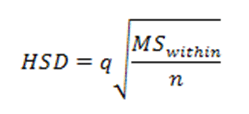 HSD = q √(MS_within / n)